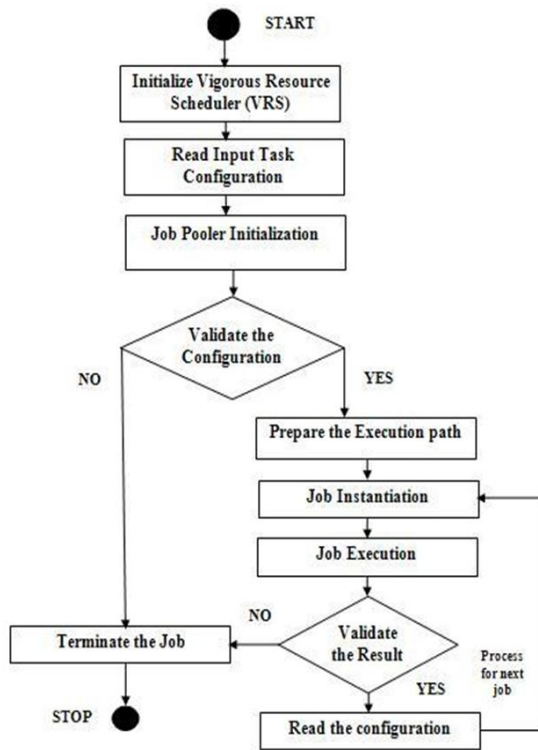 START
Initialize Vigorous Resource
Scheduler (VRS)
Read Input Task
Configuration
Job Pooler Initialization
Validate the
Configuration
NO
YES
Prepare the Execution path
Job Instantiation
Job Execution
NO
Validate
the Result
Terminate the Job
Process
for next
job
YES
STOP
Read the configuration